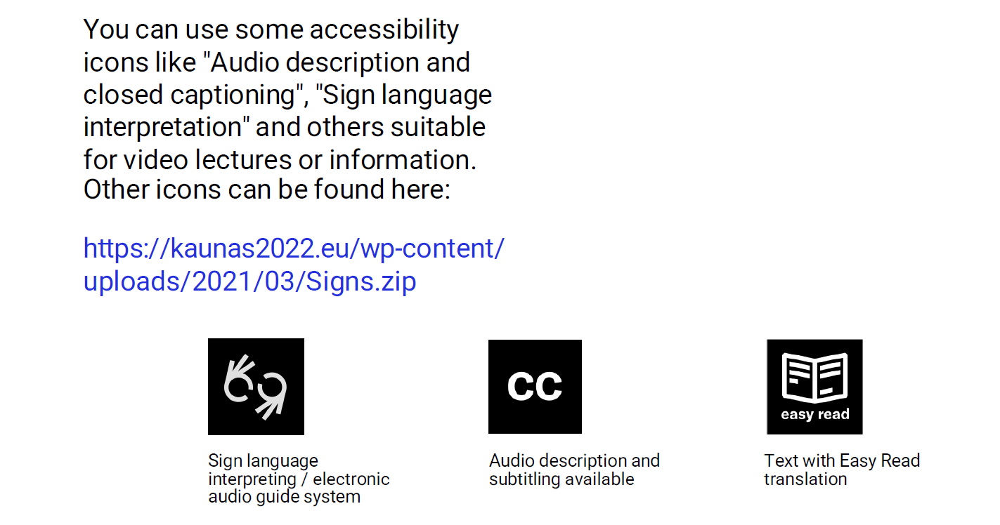 You can use some accessibility
icons like "Audio description and
closed captioning", "Sign language
interpretation" and others suitable
for video lectures or information.
Other icons can be found here:
https://kaunas2022.eu/wp-content/
uploads/2021/03/Signs.zip
Sign language
interpreting / electronic
audio guide system
CC
Audio description and
subtitling available
easy read
Text with Easy Read
translation